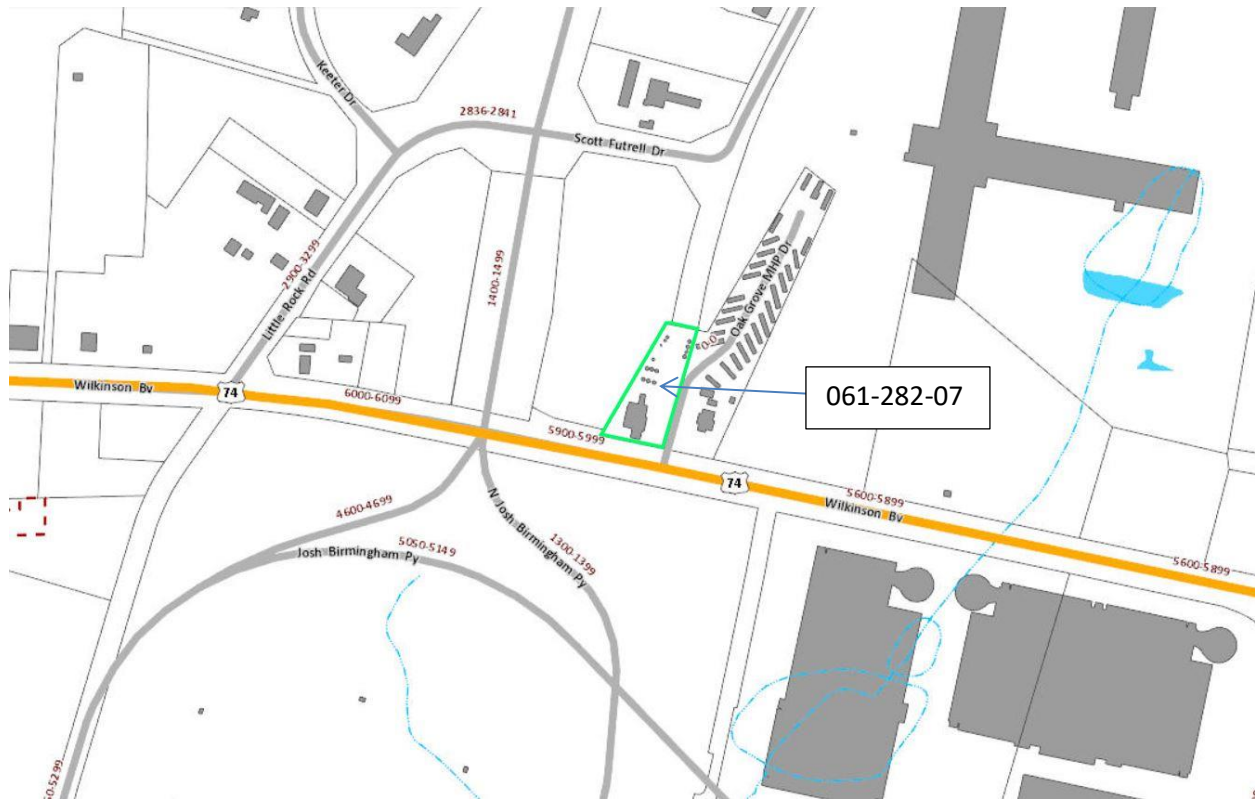 Keeter Dr
2836-2841
Scott Futrell Dr
2900-3299
Little Rock Rd
1400-1499
Oak Grove MHP Dr
0-0
061-282-07
Wilkinson Bv
74
6000-6099
5900-5999
74
5600-5899
Wilkinson Bv
5600-5899
4600-4699
N Josh Birmingham Py
1300-1399
5050-5149
Josh Birmingham Py